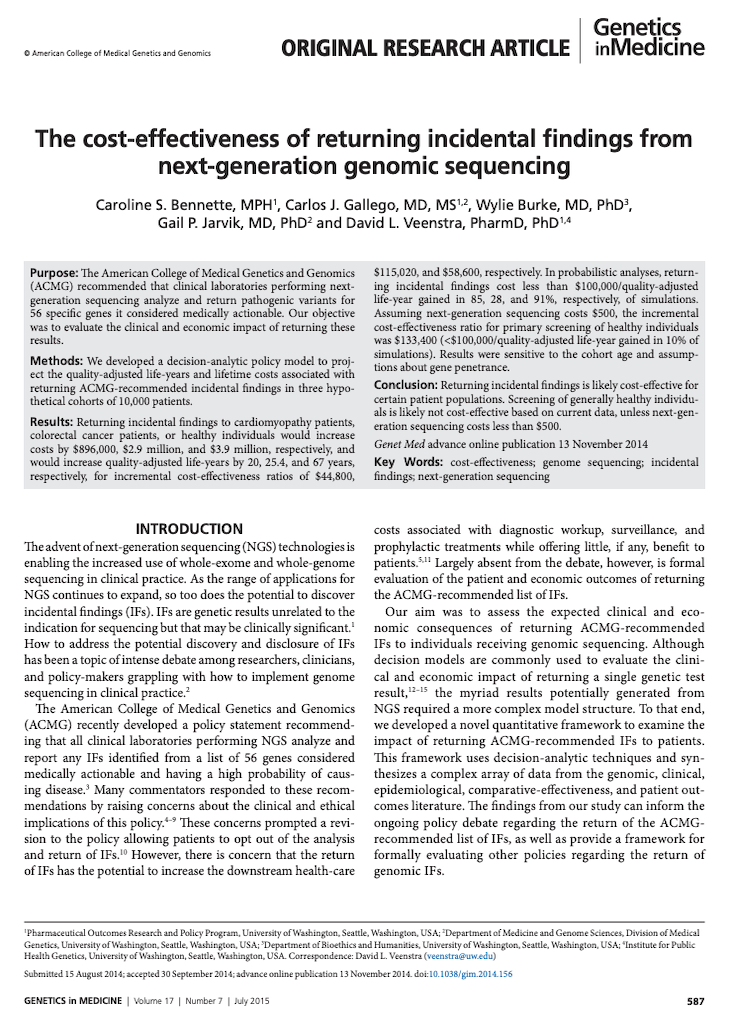 © American College of Medical Genetics and Genomics
ORIGINAL RESEARCH ARTICLE
Genetics
inMedicine
The cost-effectiveness of returning incidental findings from
next-generation genomic sequencing
Caroline S. Bennette, MPH¹, Carlos J. Gallego, MD, MS¹,², Wylie Burke, MD, PhD³,
Gail P. Jarvik, MD, PhD² and David L. Veenstra, PharmD, PhD¹,⁴
Purpose: The American College of Medical Genetics and Genomics
(ACMG) recommended that clinical laboratories performing next-
generation sequencing analyze and return pathogenic variants for
56 specific genes it considered medically actionable. Our objective
was to evaluate the clinical and economic impact of returning these
results.
Methods: We developed a decision-analytic policy model to proj-
ect the quality-adjusted life-years and lifetime costs associated with
returning ACMG-recommended incidental findings in three hypo-
thetical cohorts of 10,000 patients.
Results: Returning incidental findings to cardiomyopathy patients,
colorectal cancer patients, or healthy individuals would increase
costs by $896,000, $2.9 million, and $3.9 million, respectively, and
would increase quality-adjusted life-years by 20, 25.4, and 67 years,
respectively, for incremental cost-effectiveness ratios of $44,800,
$115,020, and $58,600, respectively. In probabilistic analyses, return-
ing incidental findings cost less than $100,000/quality-adjusted
life-year gained in 85, 28, and 91%, respectively, of simulations.
Assuming next-generation sequencing costs $500, the incremental
cost-effectiveness ratio for primary screening of healthy individuals
was $133,400 (<$100,000/quality-adjusted life-year gained in 10% of
simulations). Results were sensitive to the cohort age and assump-
tions about gene penetrance.
Conclusion: Returning incidental findings is likely cost-effective for
certain patient populations. Screening of generally healthy individu-
als is likely not cost-effective based on current data, unless next-gen-
eration sequencing costs less than $500.
Genet Med advance online publication 13 November 2014
Key Words: cost-effectiveness; genome sequencing; incidental
findings; next-generation sequencing
INTRODUCTION
The advent of next-generation sequencing (NGS) technologies is
enabling the increased use of whole-exome and whole-genome
sequencing in clinical practice. As the range of applications for
NGS continues to expand, so too does the potential to discover
incidental findings (IFs). IFs are genetic results unrelated to the
indication for sequencing but that may be clinically significant.¹
How to address the potential discovery and disclosure of IFs
has been a topic of intense debate among researchers, clinicians,
and policy-makers grappling with how to implement genome
sequencing in clinical practice.²
The American College of Medical Genetics and Genomics
(ACMG) recently developed a policy statement recommend-
ing that all clinical laboratories performing NGS analyze and
report any IFs identified from a list of 56 genes considered
medically actionable and having a high probability of caus-
ing disease.³ Many commentators responded to these recom-
mendations by raising concerns about the clinical and ethical
implications of this policy.⁴⁻⁹ These concerns prompted a revi-
sion to the policy allowing patients to opt out of the analysis
and return of IFs.¹⁰ However, there is concern that the return
of IFs has the potential to increase the downstream health-care
costs associated with diagnostic workup, surveillance, and
prophylactic treatments while offering little, if any, benefit to
patients.⁵,¹¹ Largely absent from the debate, however, is formal
evaluation of the patient and economic outcomes of returning
the ACMG-recommended list of IFs.
Our aim was to assess the expected clinical and eco-
nomic consequences of returning ACMG-recommended
IFs to individuals receiving genomic sequencing. Although
decision models are commonly used to evaluate the clini-
cal and economic impact of returning a single genetic test
result,¹²⁻¹⁵ the myriad results potentially generated from
NGS required a more complex model structure. To that end,
we developed a novel quantitative framework to examine the
impact of returning ACMG-recommended IFs to patients.
This framework uses decision-analytic techniques and syn-
thesizes a complex array of data from the genomic, clinical,
epidemiological, comparative-effectiveness, and patient out-
comes literature. The findings from our study can inform the
ongoing policy debate regarding the return of the ACMG-
recommended list of IFs, as well as provide a framework for
formally evaluating other policies regarding the return of
genomic IFs.
¹Pharmaceutical Outcomes Research and Policy Program, University of Washington, Seattle, Washington, USA; ²Department of Medicine and Genome Sciences, Division of Medical
Genetics, University of Washington, Seattle, Washington, USA; ³Department of Bioethics and Humanities, University of Washington, Seattle, Washington, USA; ⁴Institute for Public
Health Genetics, University of Washington, Seattle, Washington, USA. Correspondence: David L. Veenstra (veenstra@uw.edu)
Submitted 15 August 2014; accepted 30 September 2014; advance online publication 13 November 2014. doi:10.1038/gim.2014.156
GENETICS in MEDICINE | Volume 17 | Number 7 | July 2015
587